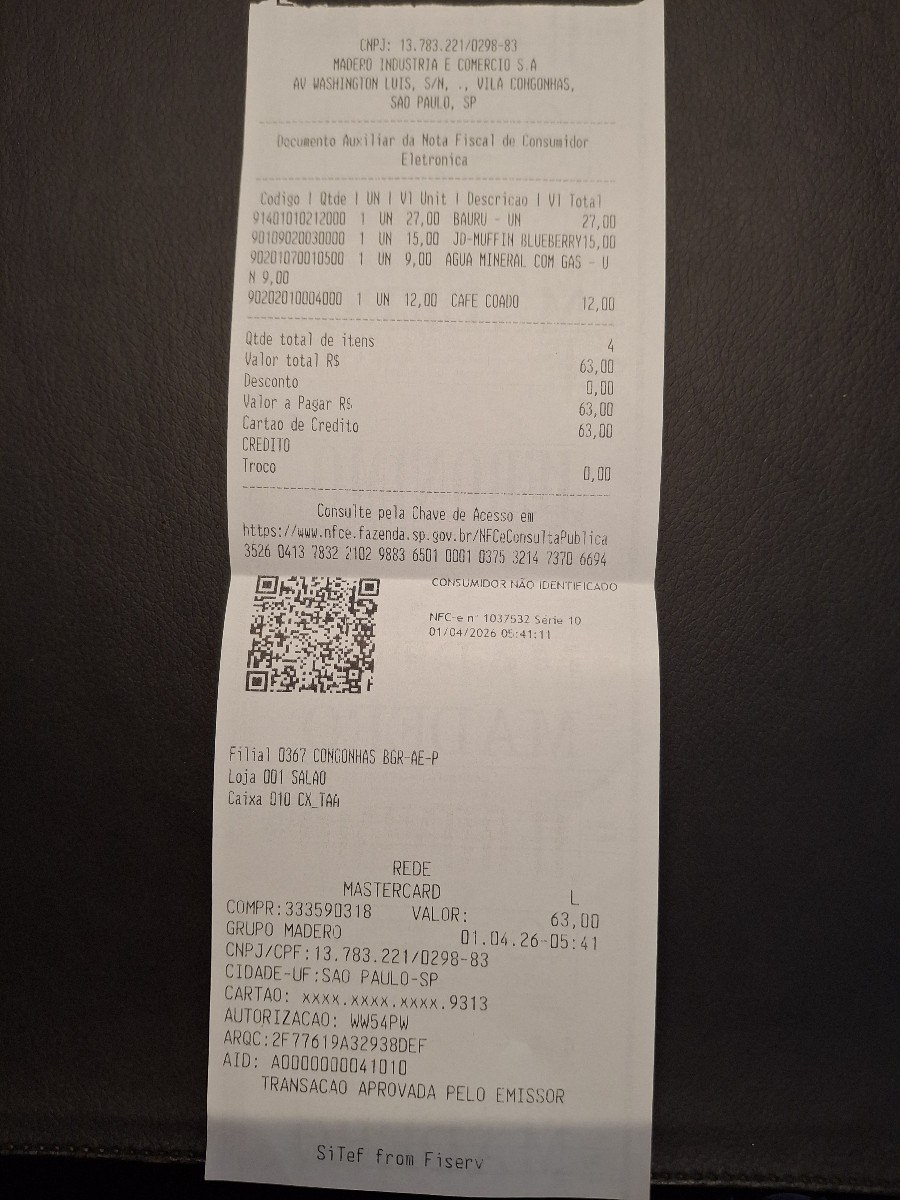 CNPJ: 13.783.221/0298-83
MADERO INDUSTRIA E COMERCIO S.A
AV WASHINGTON LUIS, S/N, ., VILA CONGONHAS,
SAO PAULO, SP
Documento Auxiliar da Nota Fiscal de Consumidor
Eletronica
Codigo | Qtde | UN | Vl Unit | Descricao | Vl Total
91401010212000 1 UN 27,00 BAURU - UN 27,00
90109020030000 1 UN 15,00 JD-MUFFIN BLUEBERRY15,00
90201070010500 1 UN 9,00 AGUA MINERAL COM GAS - U
N 9,00
90202010004000 1 UN 12,00 CAFE COADO 12,00
Qtde total de itens 4
Valor total R$ 63,00
Desconto 0,00
Valor a Pagar R$ 63,00
Cartao de Credito 63,00
CREDITO
Troco 0,00
Consulte pela Chave de Acesso em
https://www.nfce.fazenda.sp.gov.br/NFCeConsultaPublica
3526 0413 7832 2102 9883 6501 0001 0375 3214 7370 6694
CONSUMIDOR NÃO IDENTIFICADO
NFC-e n° 1037532 Serie 10
01/04/2026 05:41:11
Filial 0367 CONGONHAS BGR-AE-P
Loja 001 SALAO
Caixa 010 CX_TAA
REDE
MASTERCARD L
COMPR:333590318 VALOR: 63,00
GRUPO MADERO 01.04.26-05:41
CNPJ/CPF:13.783.221/0298-83
CIDADE-UF:SAO PAULO-SP
CARTAO: xxxx.xxxx.xxxx.9313
AUTORIZACAO: WW54PW
ARQC:2F77619A32938DEF
AID: A0000000041010
TRANSACAO APROVADA PELO EMISSOR
SiTef from Fiserv